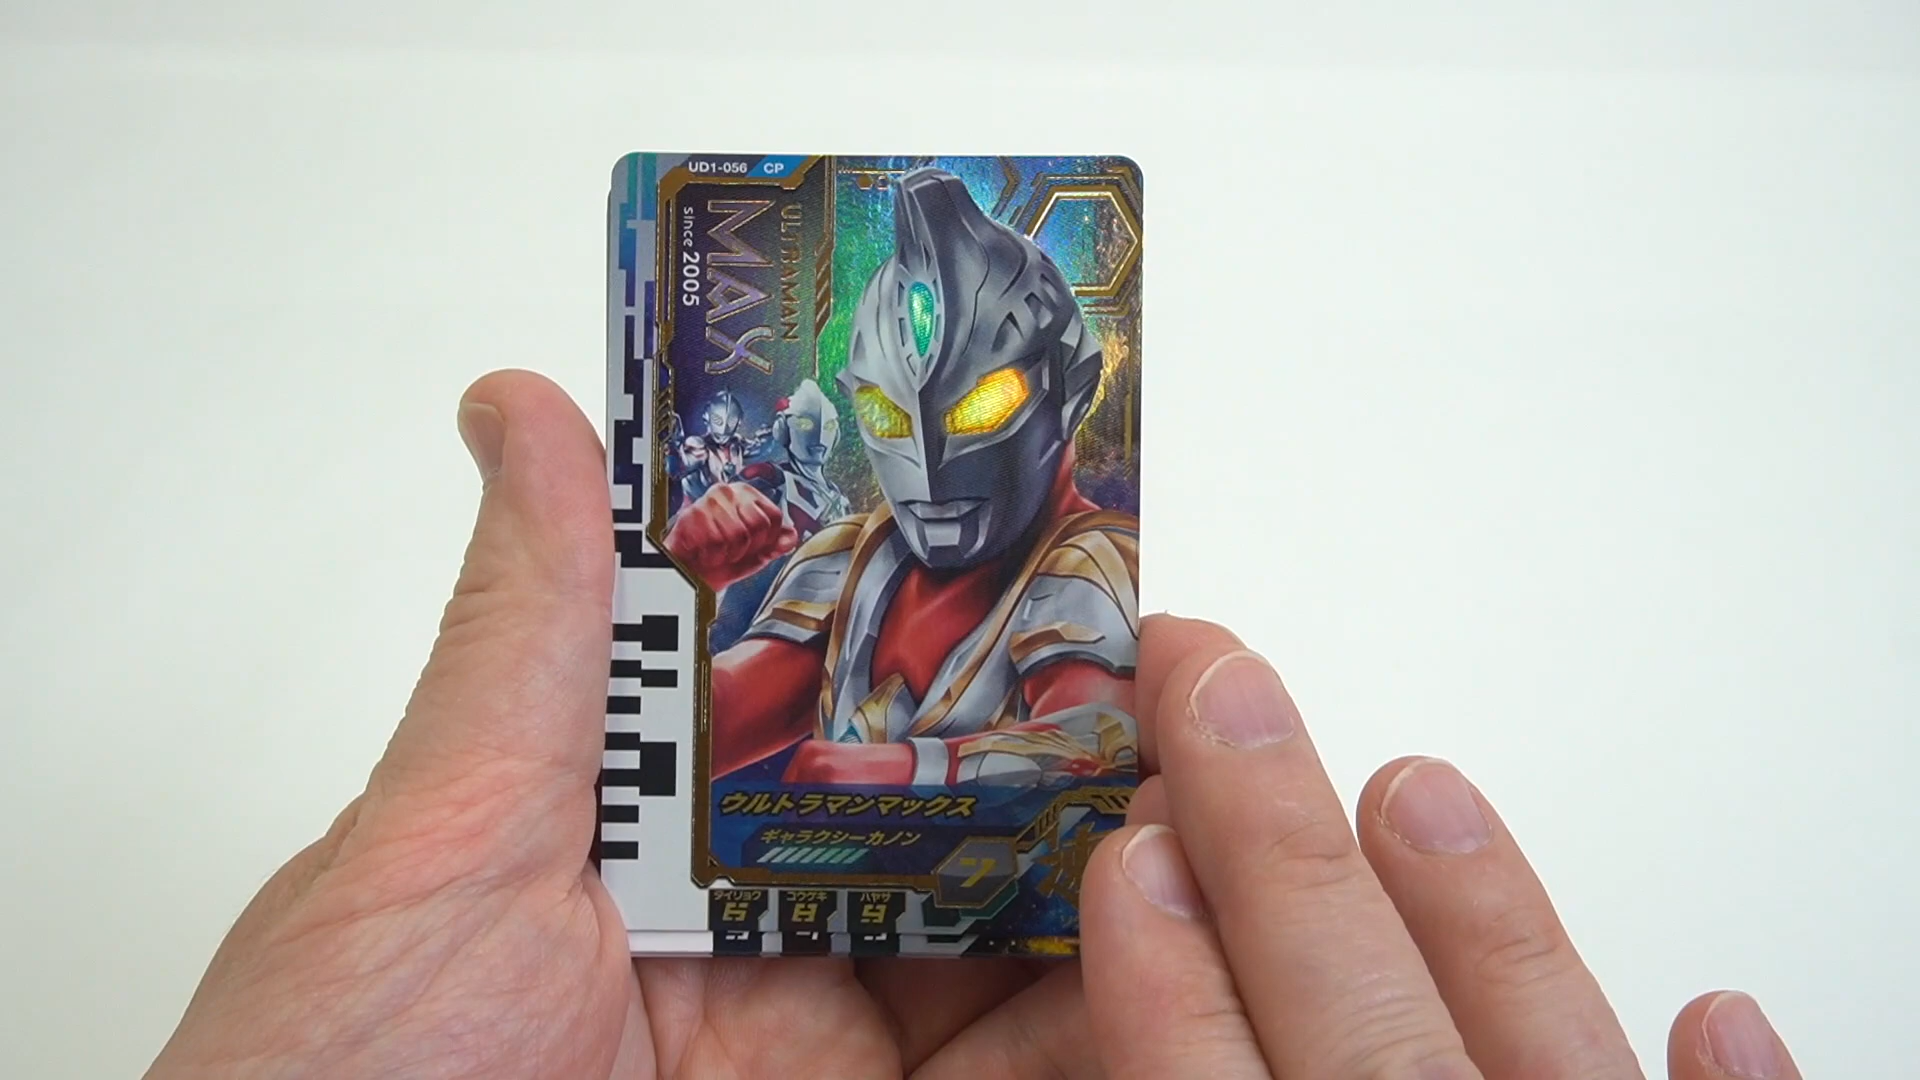 UD1-056 CP
ULTRAMAN
MAX
since 2005
ウルトラマンマックス
ギャラクシーカノン
タイリョク コウゲキ ハヤサ